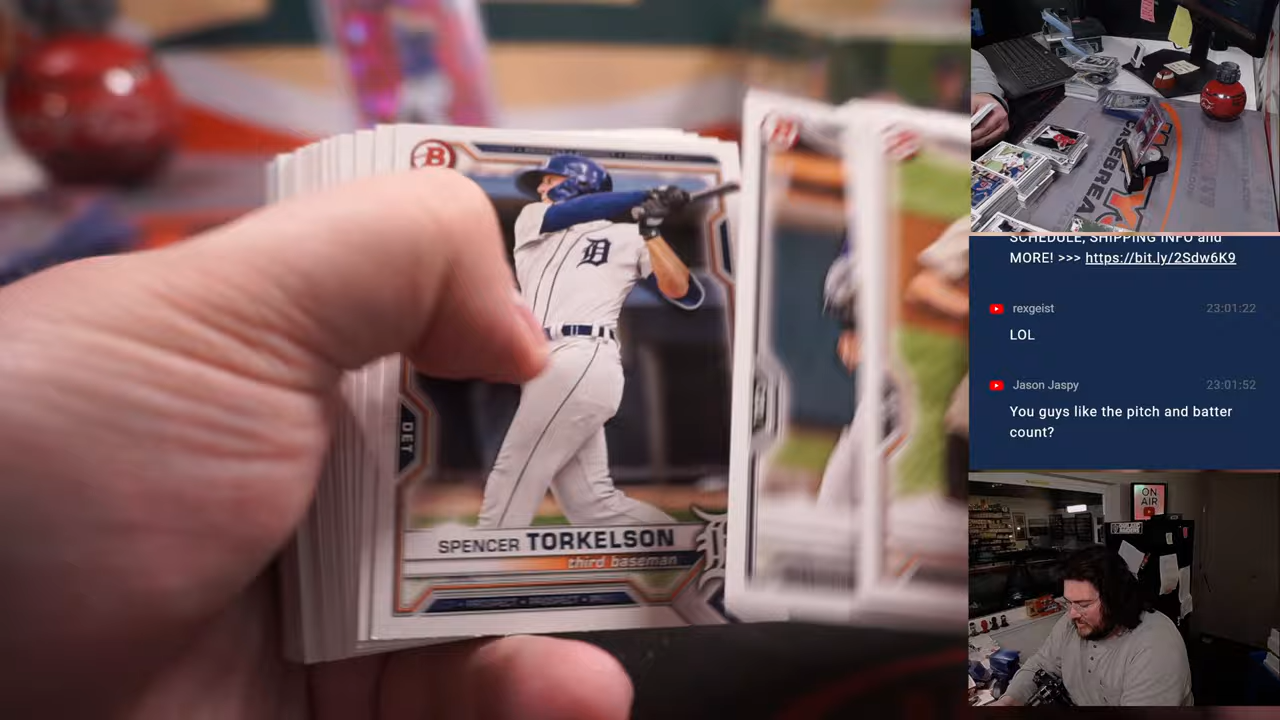 B
D
DET
SPENCER TORKELSON
third baseman
SCHEDULE, SHIPPING INFO and
MORE! >>> https://bit.ly/2Sdw6K9
rexgeist 23:01:22
LOL
Jason Jaspy 23:01:52
You guys like the pitch and batter
count?
ON
AIR